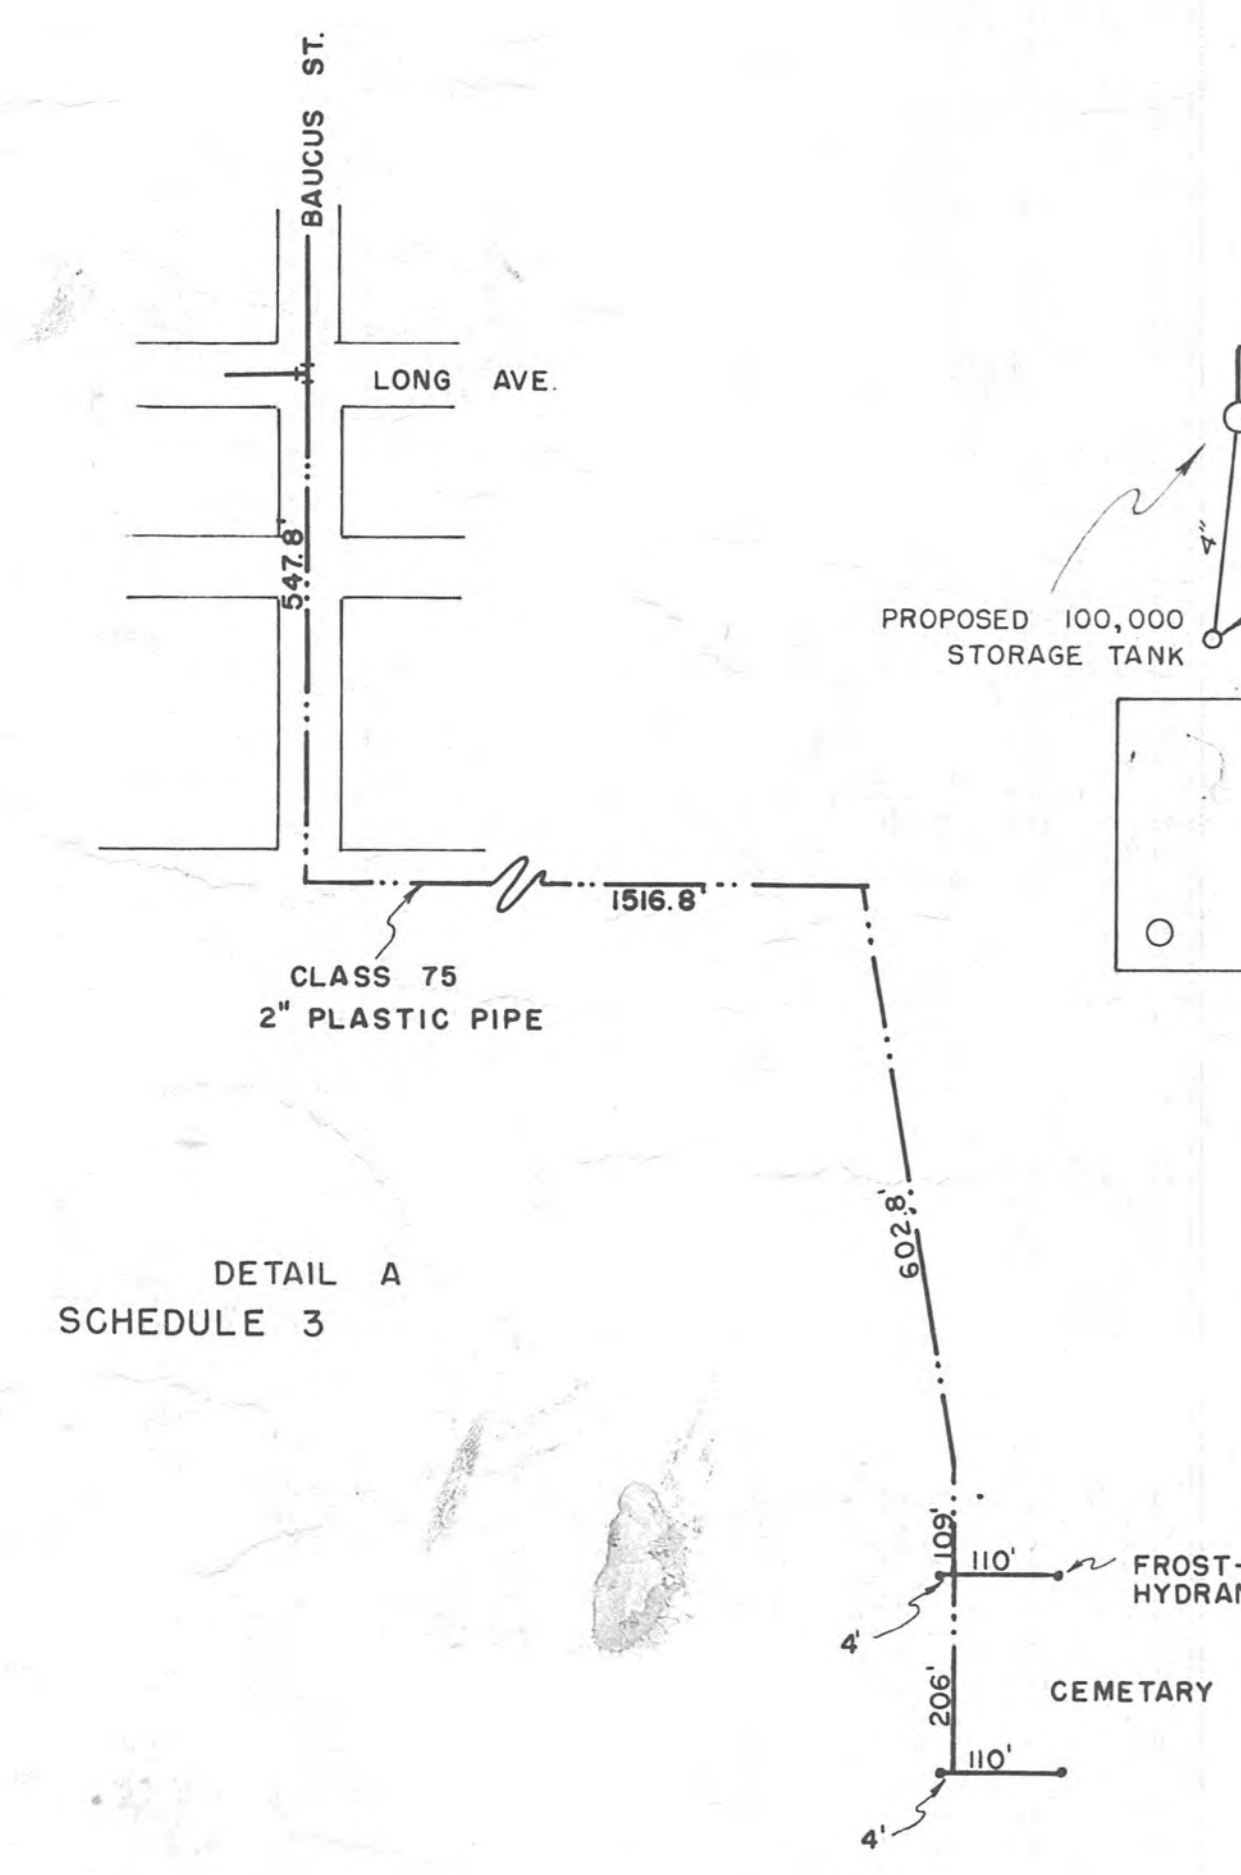 BAUCUS ST.
LONG AVE.
547.8'
4"
PROPOSED 100,000
STORAGE TANK
1516.8'
CLASS 75
2" PLASTIC PIPE
602.8'
DETAIL A
SCHEDULE 3
109'
110'
FROST-
4'
206'
CEMETARY
110'
4'